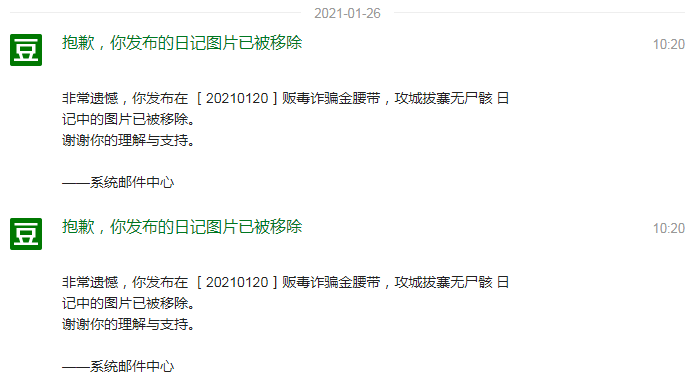 2021-01-26
豆
抱歉，你发布的日记图片已被移除
10:20
非常遗憾，你发布在 [ 20210120 ] 贩毒诈骗金腰带，攻城拔寨无尸骸 日
记中的图片已被移除。
谢谢你的理解与支持。
——系统邮件中心
豆
抱歉，你发布的日记图片已被移除
10:20
非常遗憾，你发布在 [ 20210120 ] 贩毒诈骗金腰带，攻城拔寨无尸骸 日
记中的图片已被移除。
谢谢你的理解与支持。
——系统邮件中心